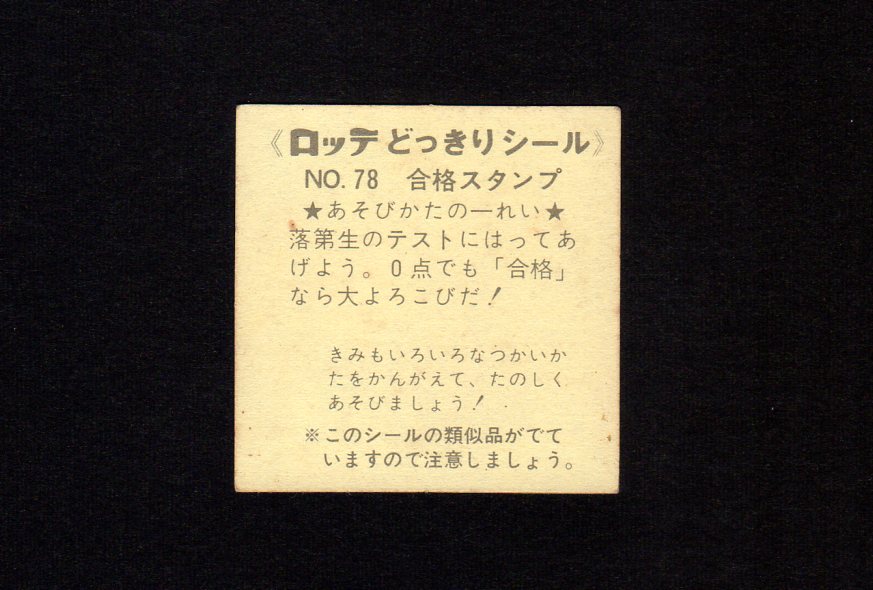 《ロッテどっきりシール》
NO.78 合格スタンプ
★あそびかたの一れい★
落第生のテストにはってあ
げよう。0点でも「合格」
なら大よろこびだ！
きみもいろいろなつかいか
たをかんがえて、たのしく
あそびましょう！
※このシールの類似品がでて
いますので注意しましょう。